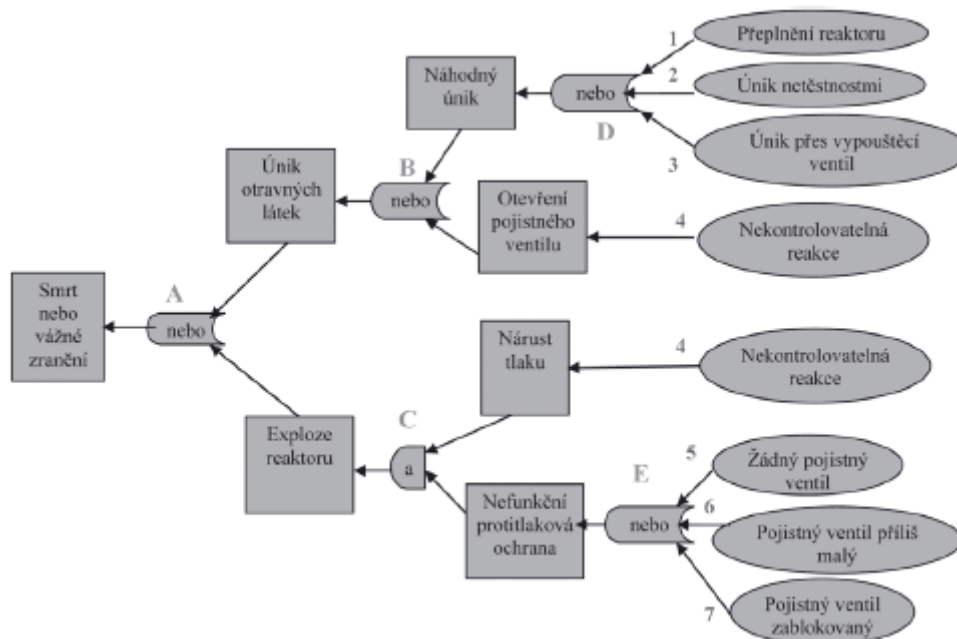 Přeplnění reaktoru
1
Náhodný
únik
nebo
2
Únik netěstnostmi
D
3
Únik přes vypouštěcí
ventil
Únik
otravných
látek
B
nebo
Otevření
pojistného
ventilu
4
Nekontrolovatelná
reakce
Smrt
nebo
vážné
zranění
A
nebo
Nárust
tlaku
4
Nekontrolovatelná
reakce
C
Exploze
reaktoru
a
5
Žádný pojistný
ventil
E
Nefunkční
protitlaková
ochrana
nebo
6
Pojistný ventil příliš
malý
7
Pojistný ventil
zablokovaný